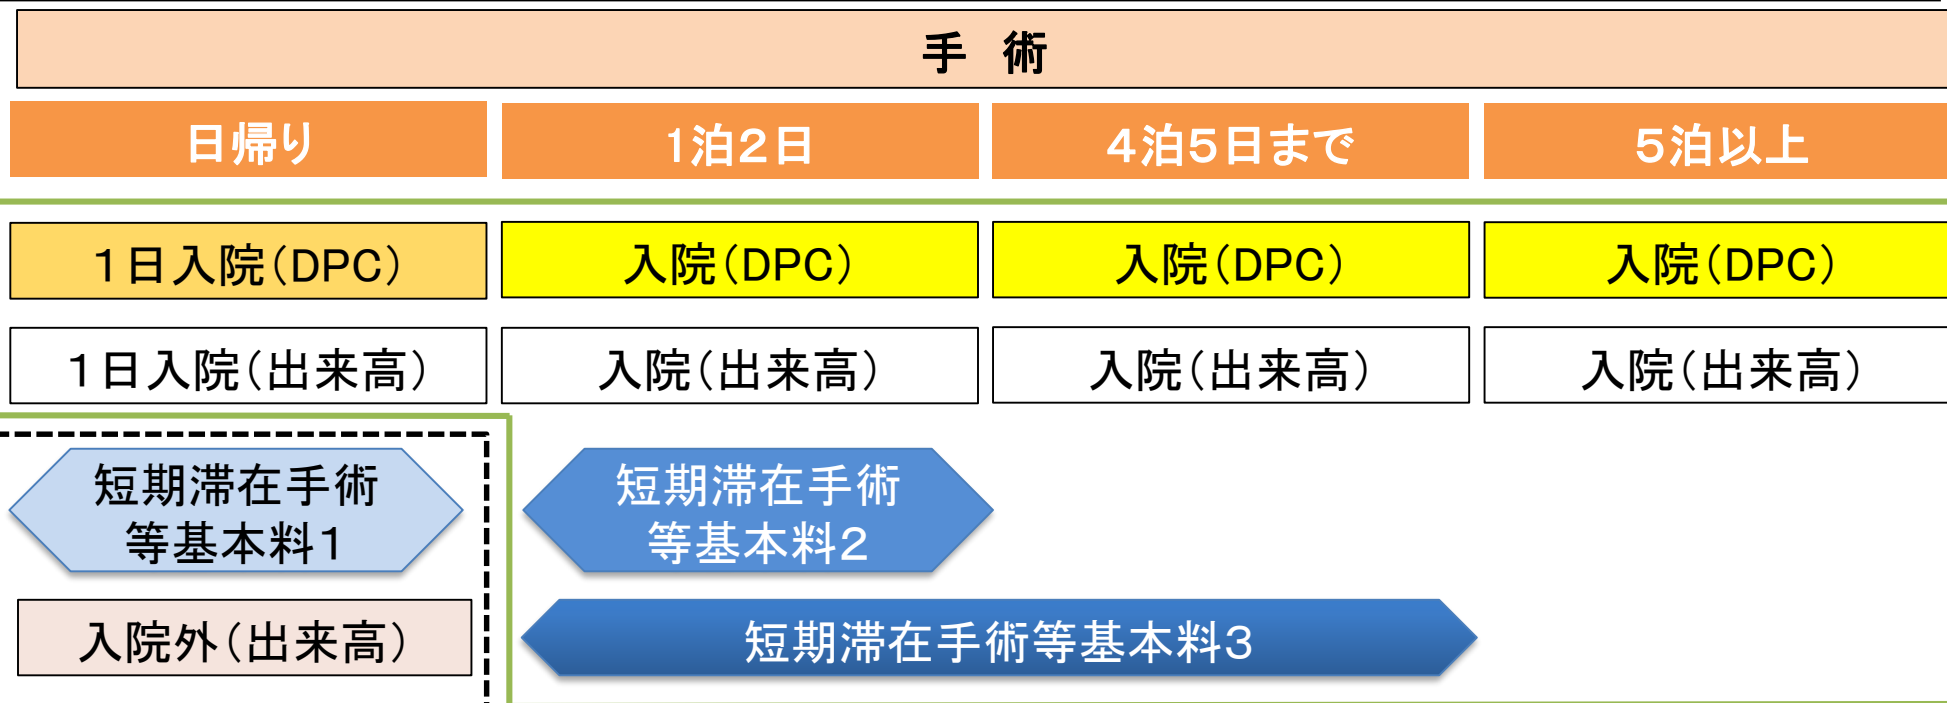 手 術
日帰り
1泊2日
4泊5日まで
5泊以上
1日入院(DPC)
入院(DPC)
入院(DPC)
入院(DPC)
1日入院(出来高)
入院(出来高)
入院(出来高)
入院(出来高)
短期滞在手術
等基本料1
短期滞在手術
等基本料2
入院外(出来高)
短期滞在手術等基本料3